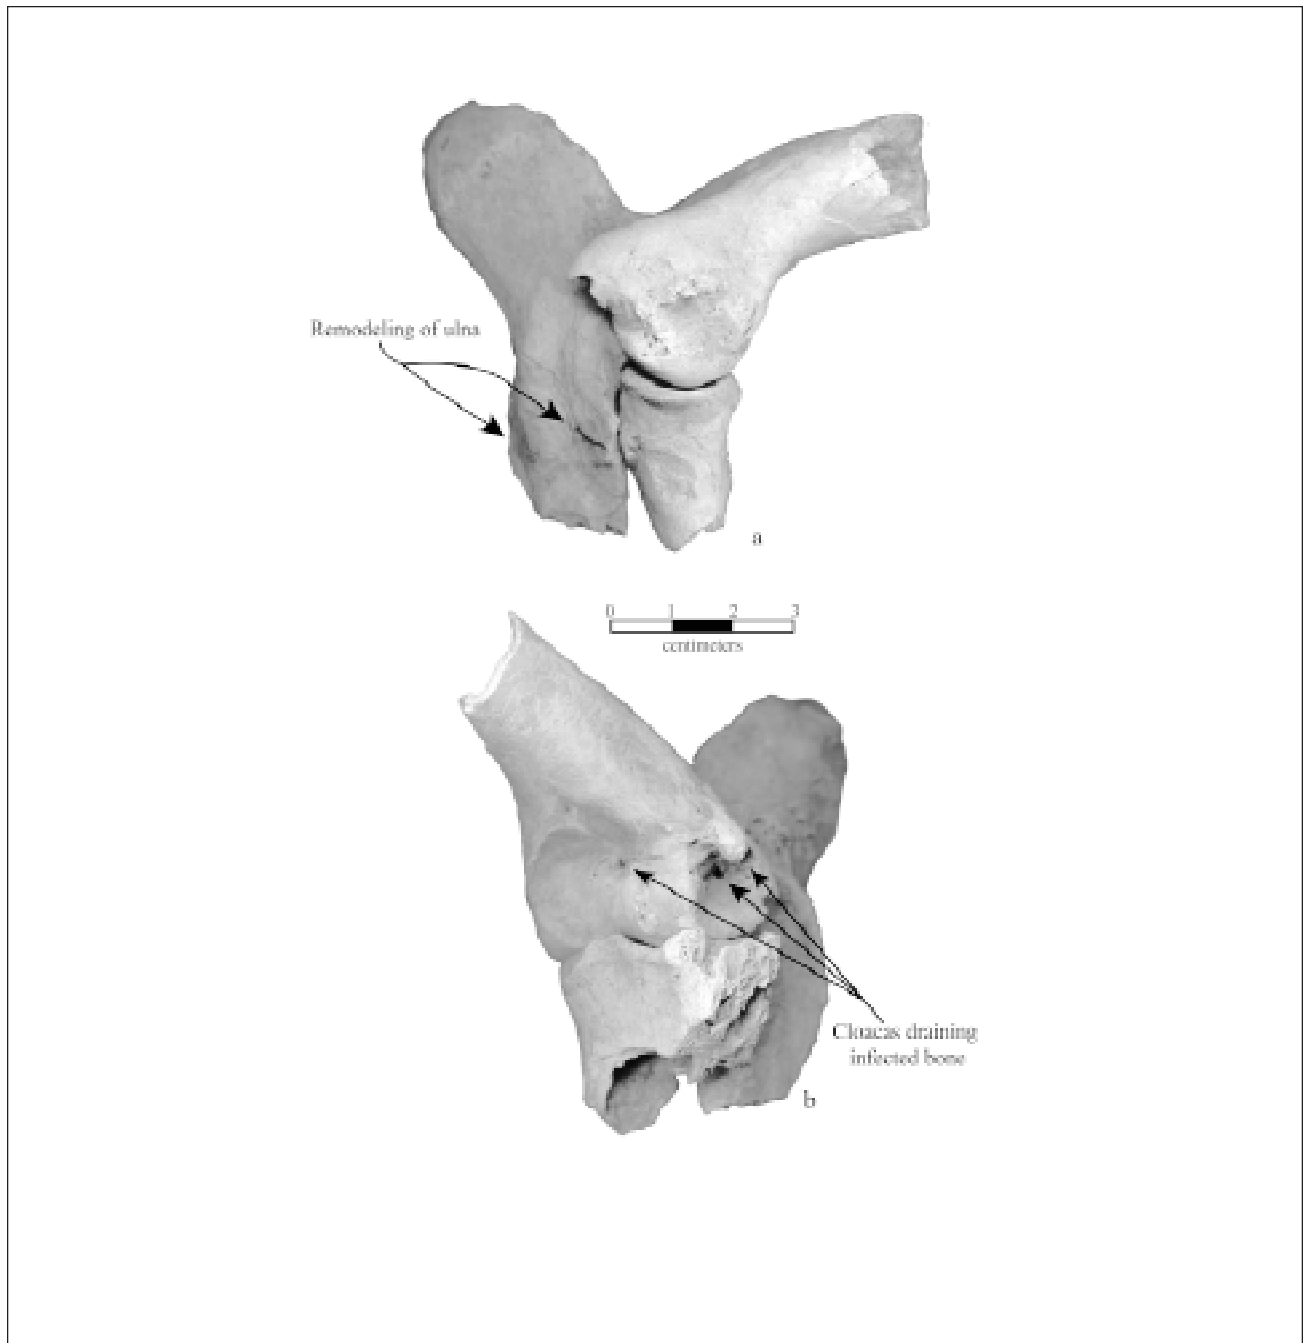 Remodeling of ulna
a
0 1 2 3
centimeters
Cloacas draining
infected bone
b